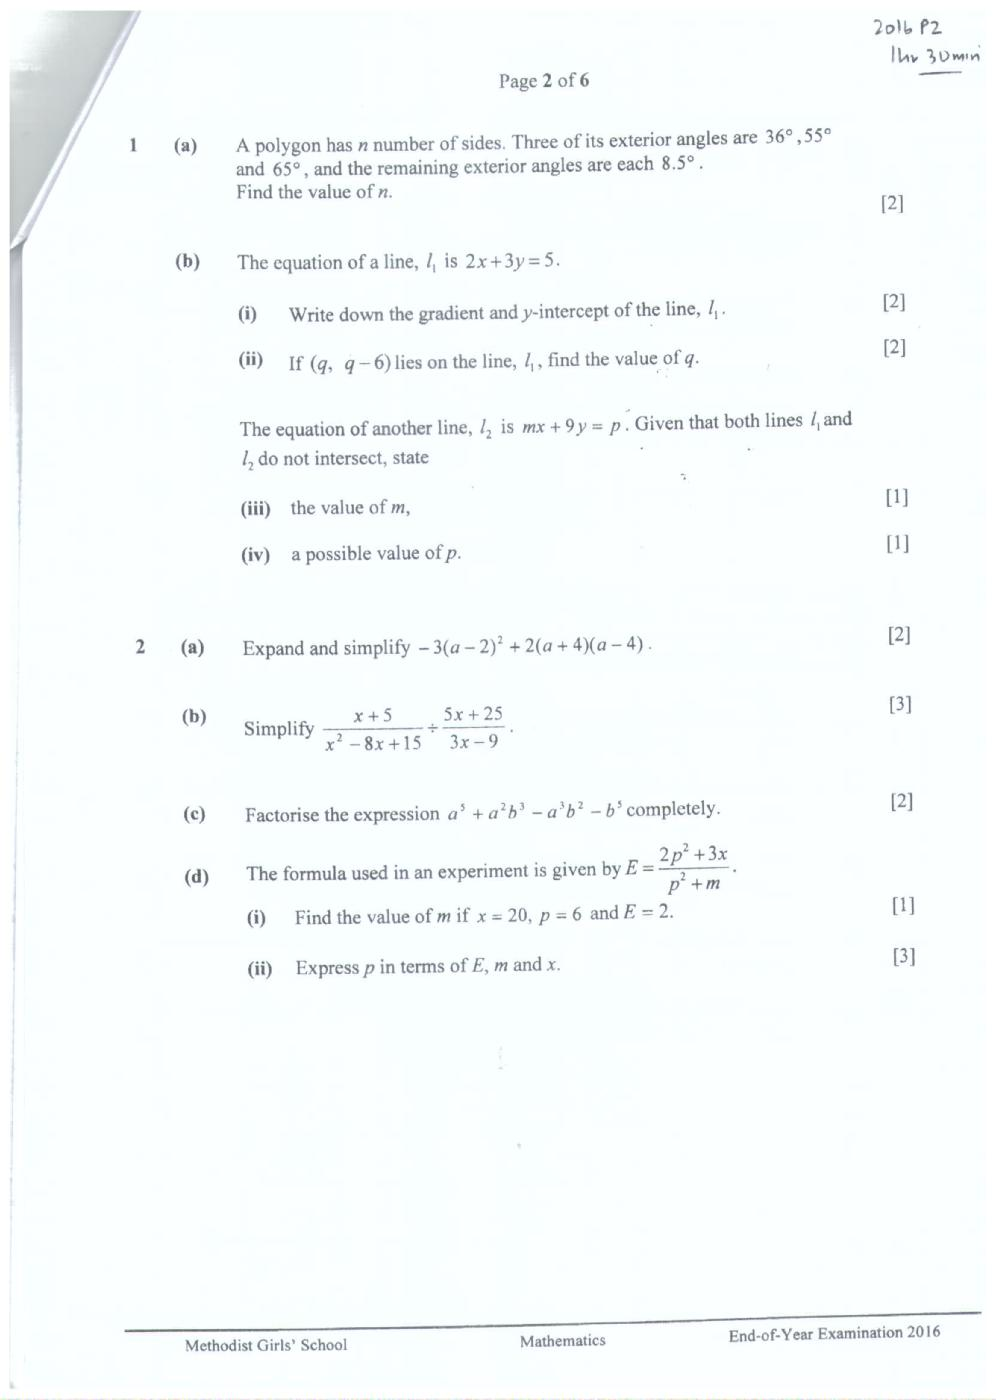 2016 P2
1hr 30min
Page 2 of 6
1 (a) A polygon has n number of sides. Three of its exterior angles are 36°, 55°
and 65°, and the remaining exterior angles are each 8.5°.
Find the value of n.
[2]
(b) The equation of a line, l₁ is 2x+3y=5.
(i) Write down the gradient and y-intercept of the line, l₁. [2]
(ii) If (q, q−6) lies on the line, l₁, find the value of q. [2]
The equation of another line, l₂ is mx+9y = p. Given that both lines l₁ and
l₂ do not intersect, state
(iii) the value of m, [1]
(iv) a possible value of p. [1]
2 (a) Expand and simplify −3(a−2)² + 2(a+4)(a−4). [2]
(b) Simplify (x+5)/(x²−8x+15) ÷ (5x+25)/(3x−9). [3]
(c) Factorise the expression a⁵ + a²b³ − a³b² − b⁵ completely. [2]
(d) The formula used in an experiment is given by E = (2p²+3x)/(p²+m).
(i) Find the value of m if x = 20, p = 6 and E = 2. [1]
(ii) Express p in terms of E, m and x. [3]
Methodist Girls' School Mathematics End-of-Year Examination 2016